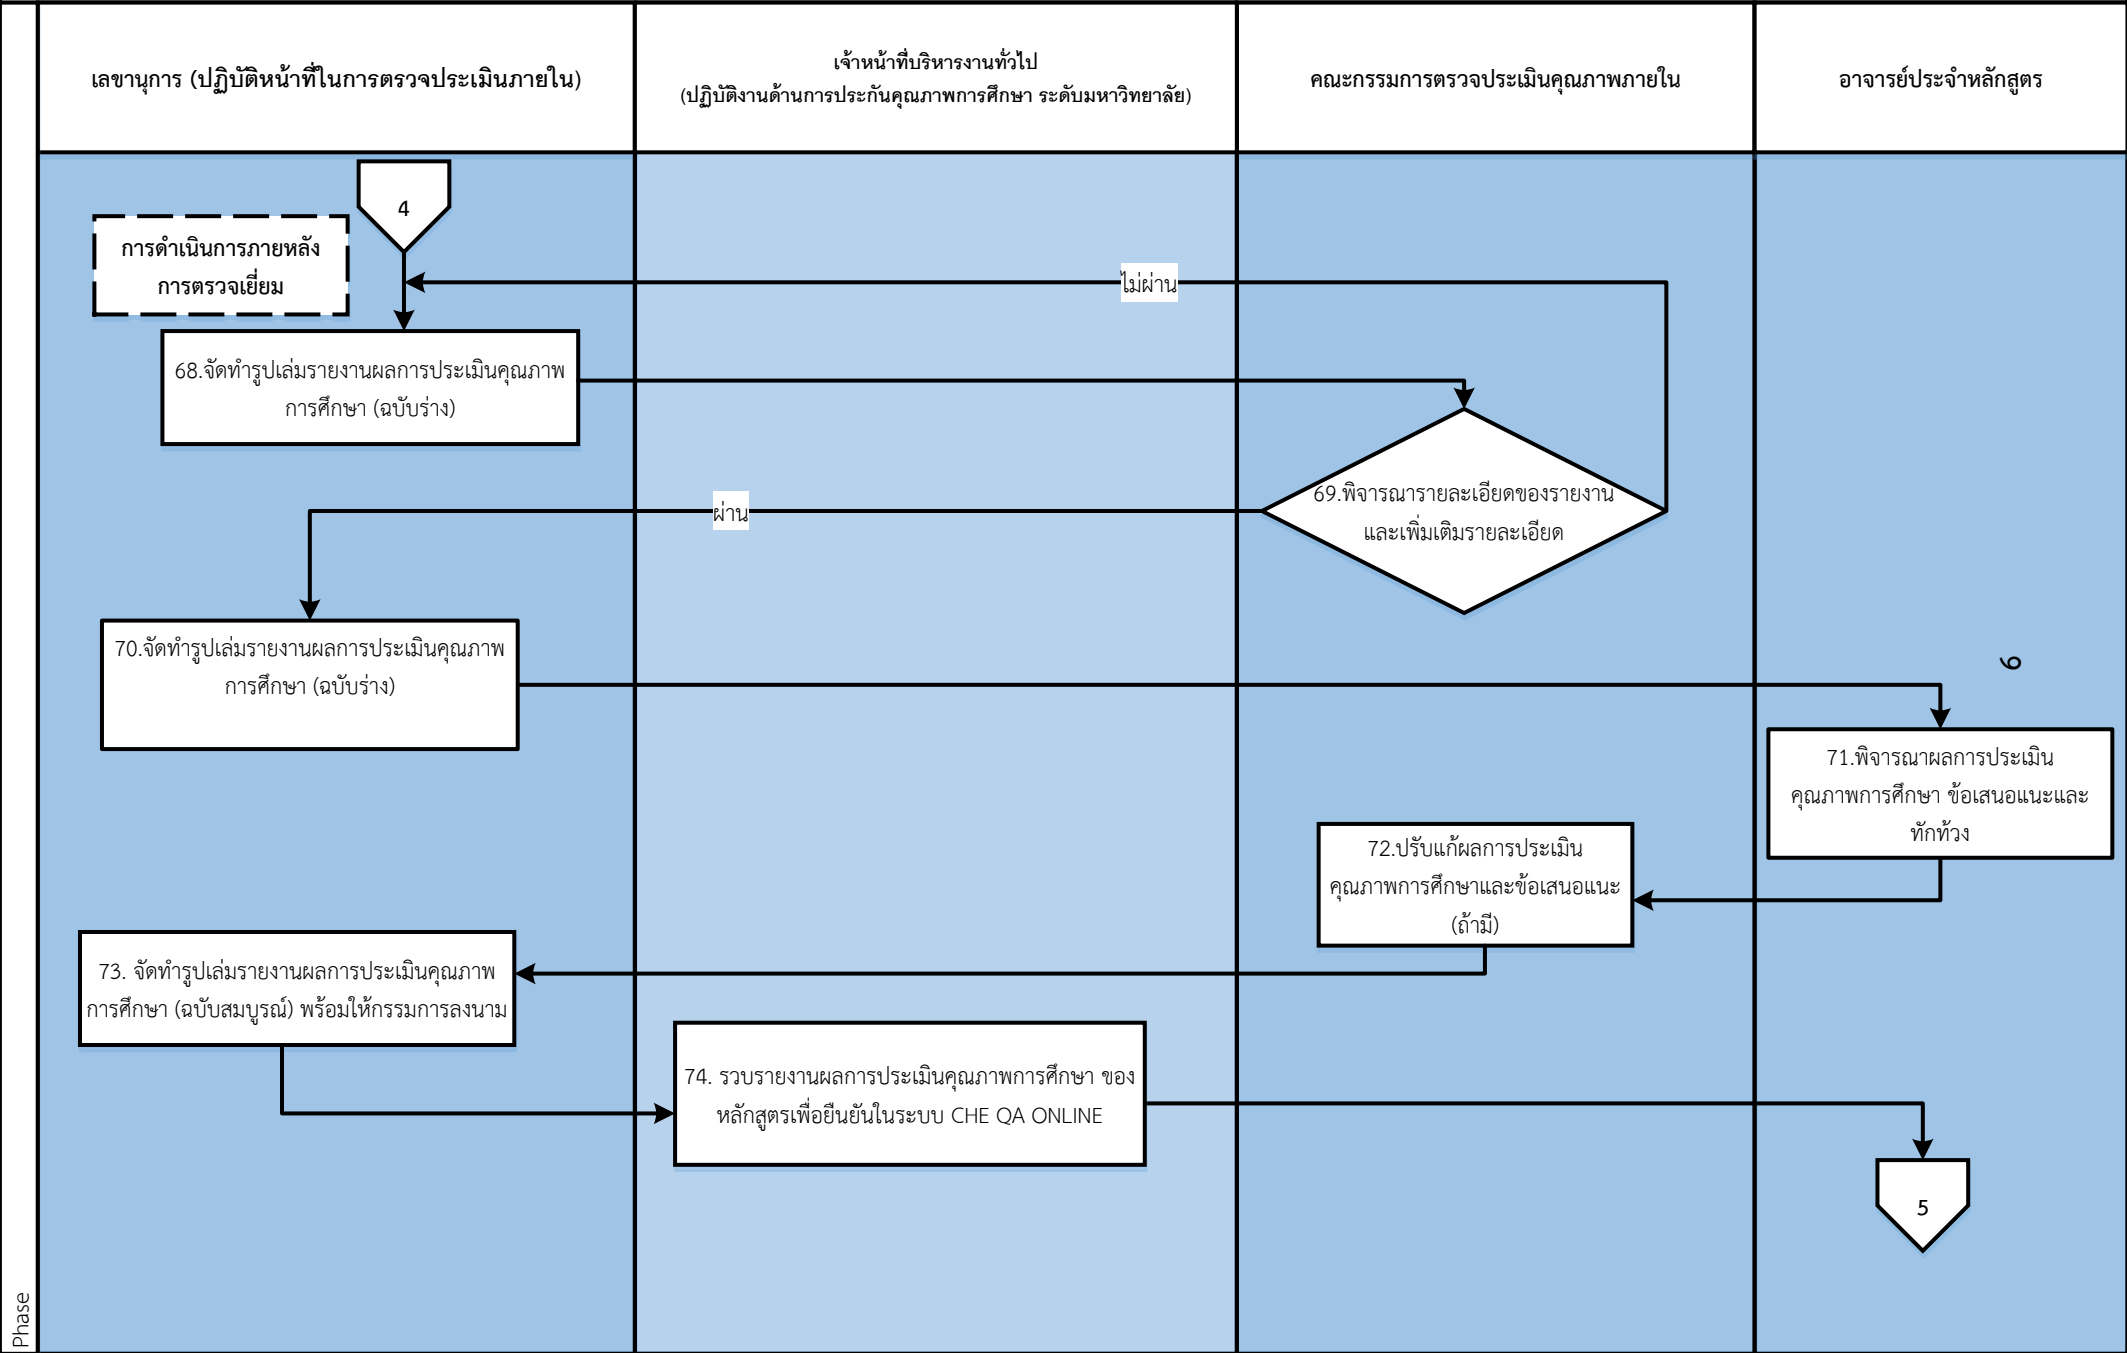 เลขานุการ (ปฏิบัติหน้าที่ในการตรวจประเมินภายใน)
เจ้าหน้าที่บริหารงานทั่วไป
(ปฏิบัติงานด้านการประกันคุณภาพการศึกษา ระดับมหาวิทยาลัย)
คณะกรรมการตรวจประเมินคุณภาพภายใน
อาจารย์ประจำหลักสูตร
4
การดำเนินการภายหลัง
การตรวจเยี่ยม
ไม่ผ่าน
68.จัดทำรูปเล่มรายงานผลการประเมินคุณภาพ
การศึกษา (ฉบับร่าง)
69.พิจารณารายละเอียดของรายงาน
และเพิ่มเติมรายละเอียด
ผ่าน
70.จัดทำรูปเล่มรายงานผลการประเมินคุณภาพ
การศึกษา (ฉบับร่าง)
6
71.พิจารณาผลการประเมิน
คุณภาพการศึกษา ข้อเสนอแนะและ
ทักท้วง
72.ปรับแก้ผลการประเมิน
คุณภาพการศึกษาและข้อเสนอแนะ
(ถ้ามี)
73. จัดทำรูปเล่มรายงานผลการประเมินคุณภาพ
การศึกษา (ฉบับสมบูรณ์) พร้อมให้กรรมการลงนาม
74. รวบรายงานผลการประเมินคุณภาพการศึกษา ของ
หลักสูตรเพื่อยืนยันในระบบ CHE QA ONLINE
5
Phase